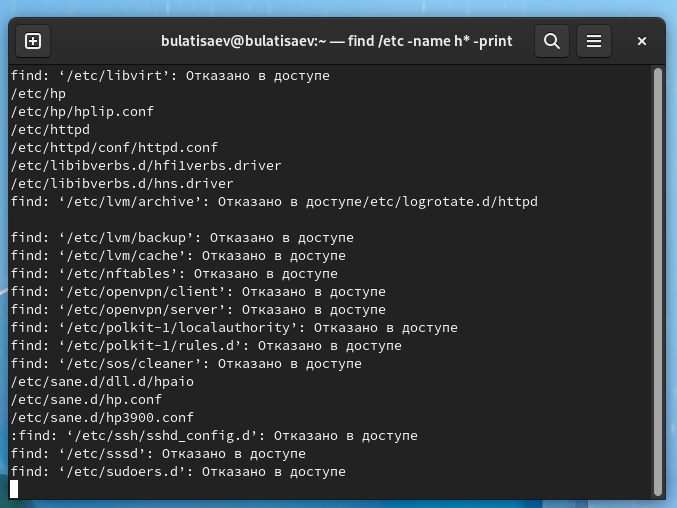 bulatisaev@bulatisaev:~ — find /etc -name h* -print
find: ‘/etc/libvirt’: Отказано в доступе
/etc/hp
/etc/hp/hplip.conf
/etc/httpd
/etc/httpd/conf/httpd.conf
/etc/libibverbs.d/hfi1verbs.driver
/etc/libibverbs.d/hns.driver
find: ‘/etc/lvm/archive’: Отказано в доступе/etc/logrotate.d/httpd
find: ‘/etc/lvm/backup’: Отказано в доступе
find: ‘/etc/lvm/cache’: Отказано в доступе
find: ‘/etc/nftables’: Отказано в доступе
find: ‘/etc/openvpn/client’: Отказано в доступе
find: ‘/etc/openvpn/server’: Отказано в доступе
find: ‘/etc/polkit-1/localauthority’: Отказано в доступе
find: ‘/etc/polkit-1/rules.d’: Отказано в доступе
find: ‘/etc/sos/cleaner’: Отказано в доступе
/etc/sane.d/dll.d/hpaio
/etc/sane.d/hp.conf
/etc/sane.d/hp3900.conf
:find: ‘/etc/ssh/sshd_config.d’: Отказано в доступе
find: ‘/etc/sssd’: Отказано в доступе
find: ‘/etc/sudoers.d’: Отказано в доступе